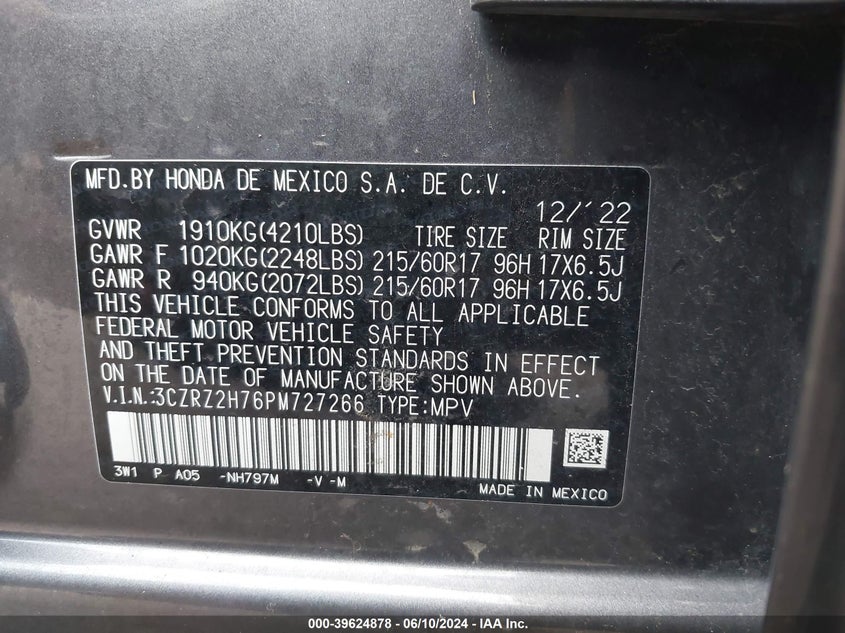 MFD.BY HONDA DE MEXICO S.A. DE C.V.
12/'22
GVWR 1910KG(4210LBS) TIRE SIZE RIM SIZE
GAWR F 1020KG(2248LBS) 215/60R17 96H 17X6.5J
GAWR R 940KG(2072LBS) 215/60R17 96H 17X6.5J
THIS VEHICLE CONFORMS TO ALL APPLICABLE
FEDERAL MOTOR VEHICLE SAFETY
AND THEFT PREVENTION STANDARDS IN EFFECT
ON THE DATE OF MANUFACTURE SHOWN ABOVE.
V.I.N.:3CZRZ2H76PM727266 TYPE:MPV
3W1 P A05 -NH797M -V -M
MADE IN MEXICO
000-39624878 - 06/10/2024 - IAA Inc.